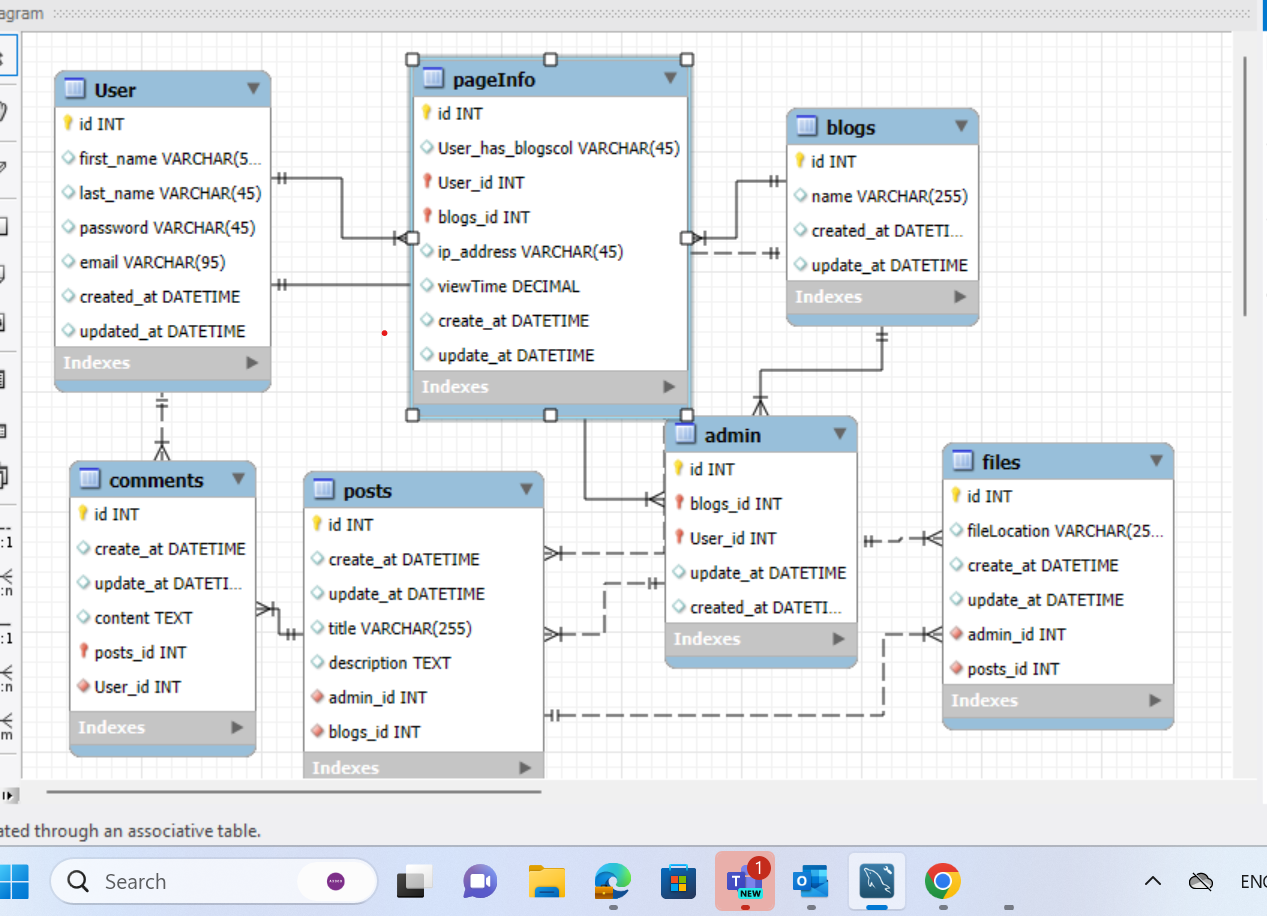 agram
User
id INT
first_name VARCHAR(5...
last_name VARCHAR(45)
password VARCHAR(45)
email VARCHAR(95)
created_at DATETIME
updated_at DATETIME
Indexes
pageInfo
id INT
User_has_blogscol VARCHAR(45)
User_id INT
blogs_id INT
ip_address VARCHAR(45)
viewTime DECIMAL
create_at DATETIME
update_at DATETIME
Indexes
blogs
id INT
name VARCHAR(255)
created_at DATETI...
update_at DATETIME
Indexes
comments
id INT
create_at DATETIME
update_at DATETI...
content TEXT
posts_id INT
User_id INT
Indexes
posts
id INT
create_at DATETIME
update_at DATETIME
title VARCHAR(255)
description TEXT
admin_id INT
blogs_id INT
Indexes
admin
id INT
blogs_id INT
User_id INT
update_at DATETIME
created_at DATETI...
Indexes
files
id INT
fileLocation VARCHAR(25...
create_at DATETIME
update_at DATETIME
admin_id INT
posts_id INT
Indexes
:1
:n
:1
:n
m
ated through an associative table.
Search
1
T
NEW
ENG